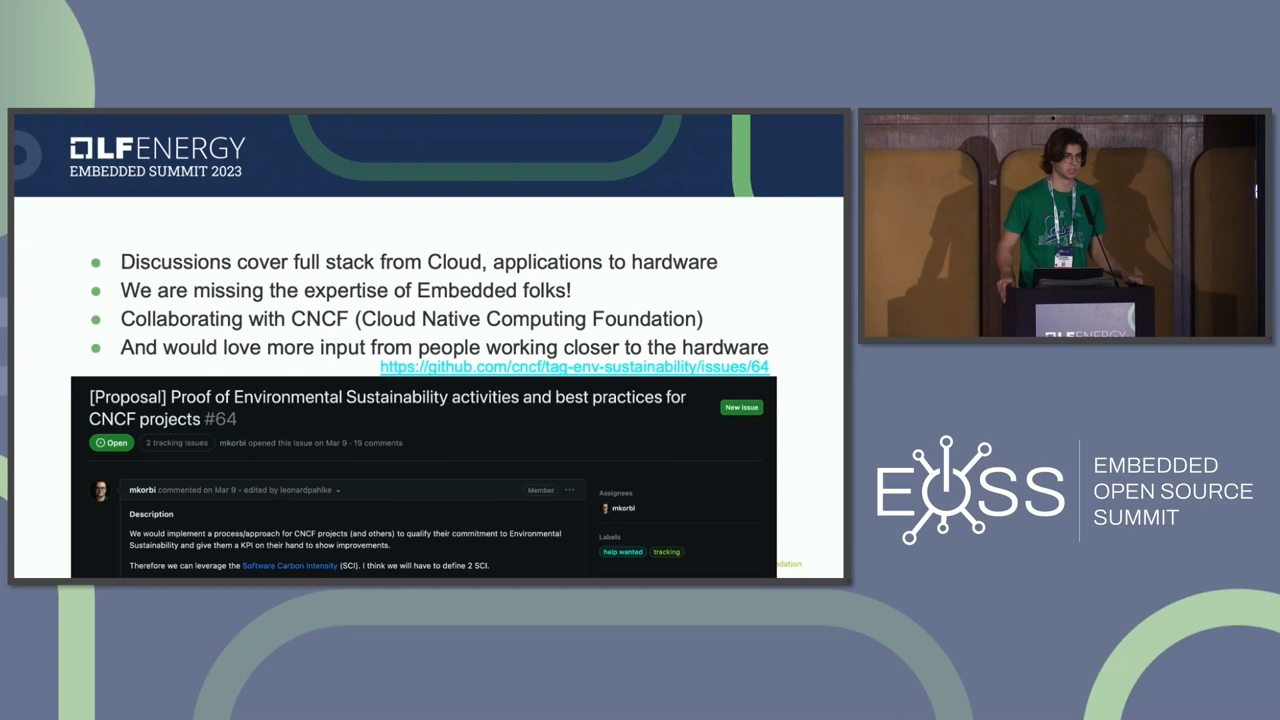 LFENERGY
EMBEDDED SUMMIT 2023
Discussions cover full stack from Cloud, applications to hardware
We are missing the expertise of Embedded folks!
Collaborating with CNCF (Cloud Native Computing Foundation)
And would love more input from people working closer to the hardware
https://github.com/cncf/tag-env-sustainability/issues/64
[Proposal] Proof of Environmental Sustainability activities and best practices for
CNCF projects #64
New issue
Open 2 tracking issues mkorbi opened this issue on Mar 9 · 19 comments
mkorbi commented on Mar 9 · edited by leonardpahlke
Member ···
Description
We would implement a process/approach for CNCF projects (and others) to qualify their commitment to Environmental
Sustainability and give them a KPI on their hand to show improvements.
Therefore we can leverage the Software Carbon Intensity (SCI). I think we will have to define 2 SCI.
Assignees
mkorbi
Labels
help wanted tracking
dation
LFENERGY
EOSS
EMBEDDED
OPEN SOURCE
SUMMIT